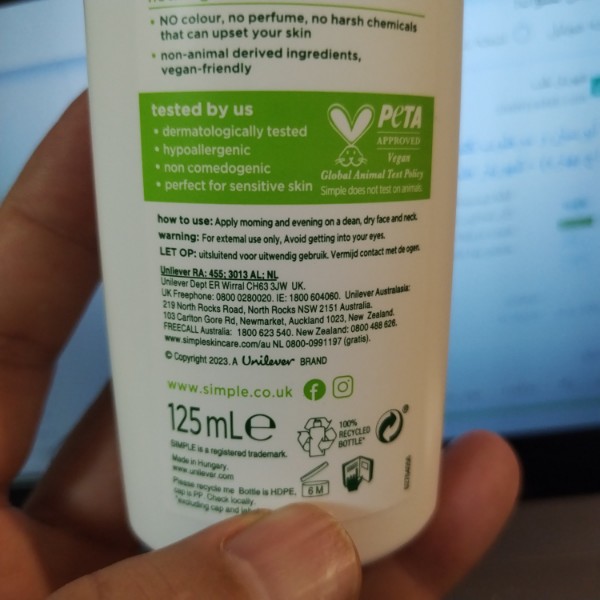 • NO colour, no perfume, no harsh chemicals
that can upset your skin
• non-animal derived ingredients,
vegan-friendly
tested by us
• dermatologically tested
• hypoallergenic
• non comedogenic
• perfect for sensitive skin
PETA
APPROVED
Vegan
Global Animal Test Policy
Simple does not test on animals.
how to use: Apply morning and evening on a clean, dry face and neck.
warning: For external use only, Avoid getting into your eyes.
LET OP: uitsluitend voor uitwendig gebruik. Vermijd contact met de ogen.
Unilever RA: 455; 3013 AL; NL
Unilever Dept ER Wirral CH63 3JW UK.
UK Freephone: 0800 0280020. IE: 1800 604060. Unilever Australasia:
219 North Rocks Road, North Rocks NSW 2151 Australia.
103 Carlton Gore Rd, Newmarket, Auckland 1023, New Zealand.
FREECALL Australia: 1800 623 540. New Zealand: 0800 488 626.
www.simpleskincare.com/au NL 0800-0991197 (gratis).
© Copyright 2023. A Unilever BRAND
www.simple.co.uk
125 mL e
100%
RECYCLED
BOTTLE*
SIMPLE is a registered trademark.
Made in Hungary.
www.unilever.com
Please recycle me Bottle is HDPE,
cap is PP. Check locally.
*excluding cap and
6 M